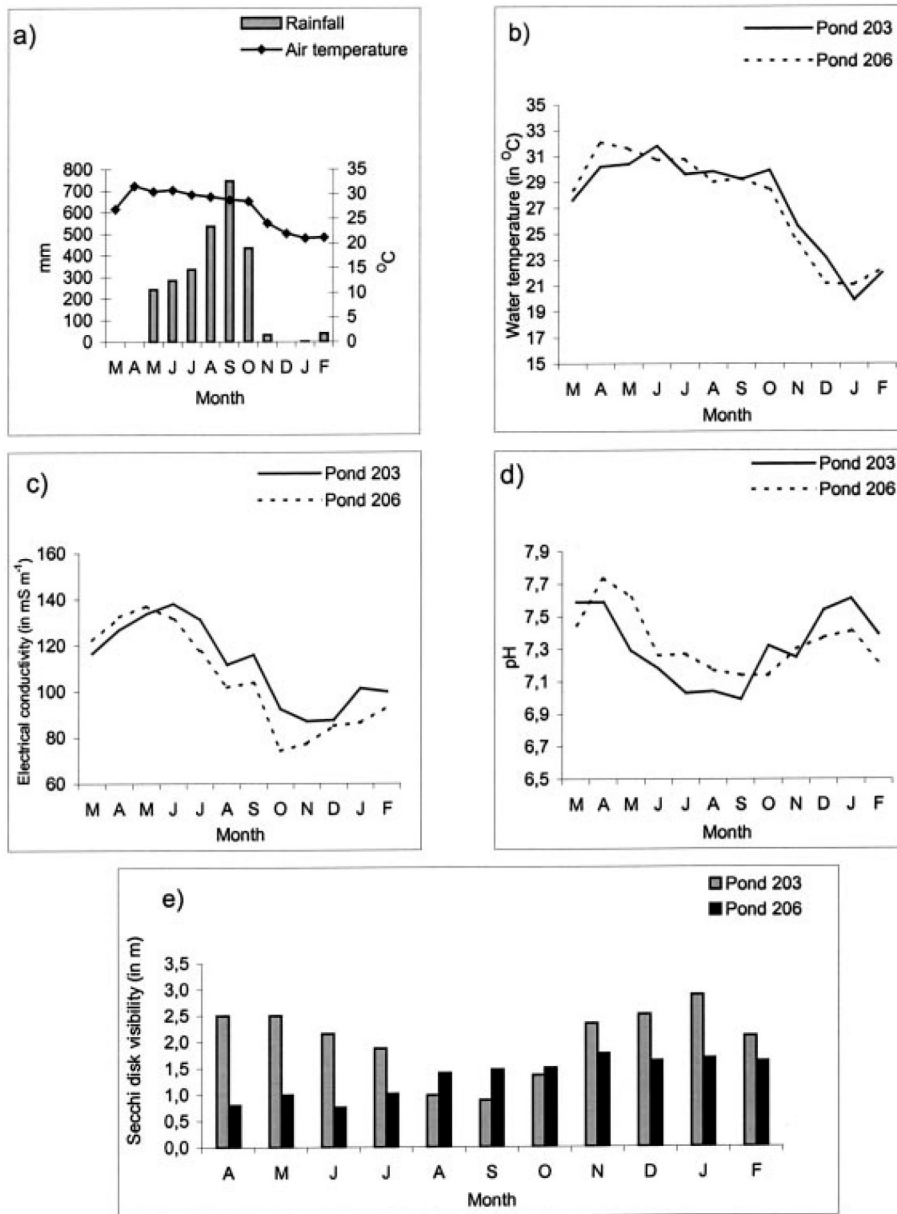 a)
Rainfall
Air temperature
800
700
600
500
400
300
200
100
0
mm
35
30
25
20
15
10
5
0
°C
M A M J J A S O N D J F
Month
b)
Pond 203
Pond 206
Water temperature (in °C)
35
33
31
29
27
25
23
21
19
17
15
M A M J J A S O N D J F
Month
c)
Pond 203
Pond 206
Electrical conductivity (in mS m-1)
160
140
120
100
80
60
M A M J J A S O N D J F
Month
d)
Pond 203
Pond 206
pH
7,9
7,7
7,5
7,3
7,1
6,9
6,7
6,5
M A M J J A S O N D J F
Month
e)
Pond 203
Pond 206
Secchi disk visibility (in m)
3,5
3,0
2,5
2,0
1,5
1,0
0,5
0,0
A M J J A S O N D J F
Month